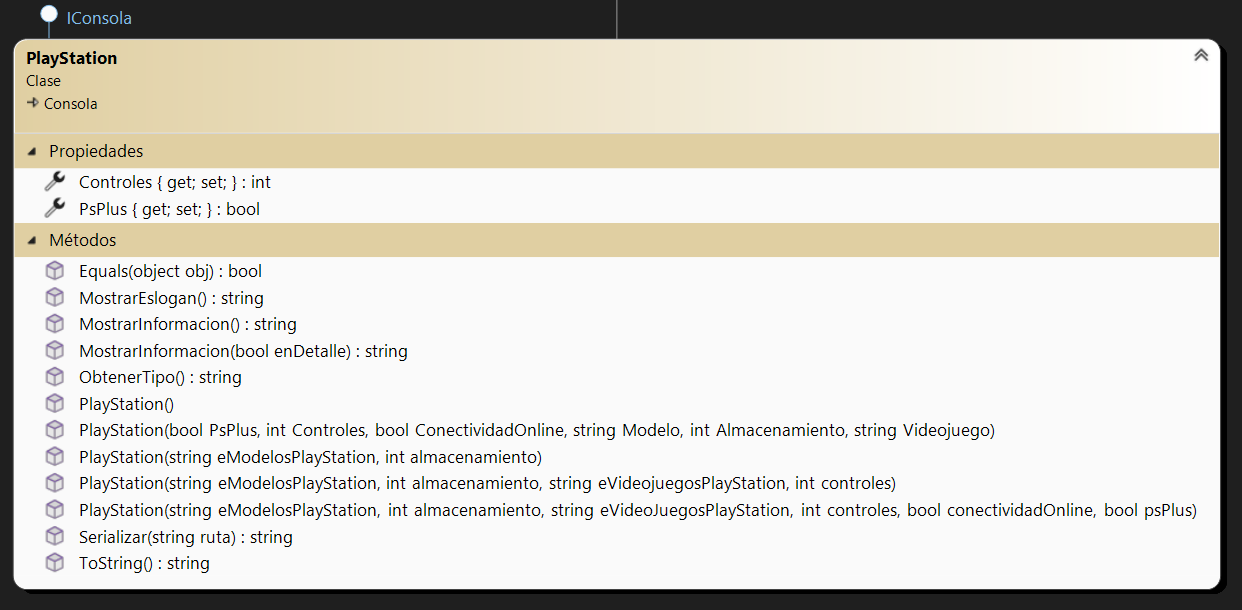 IConsola
PlayStation
Clase
Consola
Propiedades
Controles { get; set; } : int
PsPlus { get; set; } : bool
Métodos
Equals(object obj) : bool
MostrarEslogan() : string
MostrarInformacion() : string
MostrarInformacion(bool enDetalle) : string
ObtenerTipo() : string
PlayStation()
PlayStation(bool PsPlus, int Controles, bool ConectividadOnline, string Modelo, int Almacenamiento, string Videojuego)
PlayStation(string eModelosPlayStation, int almacenamiento)
PlayStation(string eModelosPlayStation, int almacenamiento, string eVideojuegosPlayStation, int controles)
PlayStation(string eModelosPlayStation, int almacenamiento, string eVideoJuegosPlayStation, int controles, bool conectividadOnline, bool psPlus)
Serializar(string ruta) : string
ToString() : string